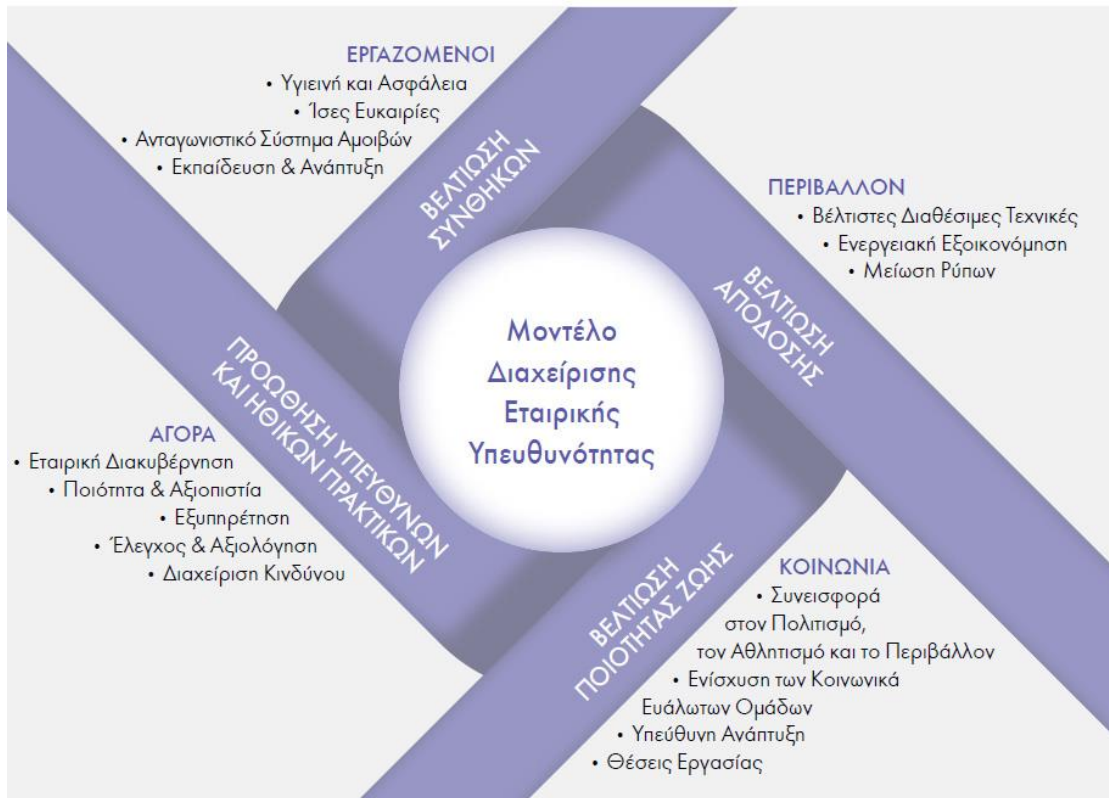 ΕΡΓΑΖΟΜΕΝΟΙ
• Υγιεινή και Ασφάλεια
• Ίσες Ευκαιρίες
• Ανταγωνιστικό Σύστημα Αμοιβών
• Εκπαίδευση & Ανάπτυξη
ΒΕΛΤΙΩΣΗ
ΣΥΝΘΗΚΩΝ
ΠΕΡΙΒΑΛΛΟΝ
• Βέλτιστες Διαθέσιμες Τεχνικές
• Ενεργειακή Εξοικονόμηση
• Μείωση Ρύπων
ΒΕΛΤΙΩΣΗ
ΑΠΟΔΟΣΗΣ
Μοντέλο
Διαχείρισης
Εταιρικής
Υπευθυνότητας
ΠΡΟΩΘΗΣΗ ΥΠΕΥΘΥΝΩΝ
ΚΑΙ ΗΘΙΚΩΝ ΠΡΑΚΤΙΚΩΝ
ΑΓΟΡΑ
• Εταιρική Διακυβέρνηση
• Ποιότητα & Αξιοπιστία
• Εξυπηρέτηση
• Έλεγχος & Αξιολόγηση
• Διαχείριση Κινδύνου
ΒΕΛΤΙΩΣΗ
ΠΟΙΟΤΗΤΑΣ ΖΩΗΣ
ΚΟΙΝΩΝΙΑ
• Συνεισφορά
στον Πολιτισμό,
τον Αθλητισμό και το Περιβάλλον
• Ενίσχυση των Κοινωνικά
Ευάλωτων Ομάδων
• Υπεύθυνη Ανάπτυξη
• Θέσεις Εργασίας